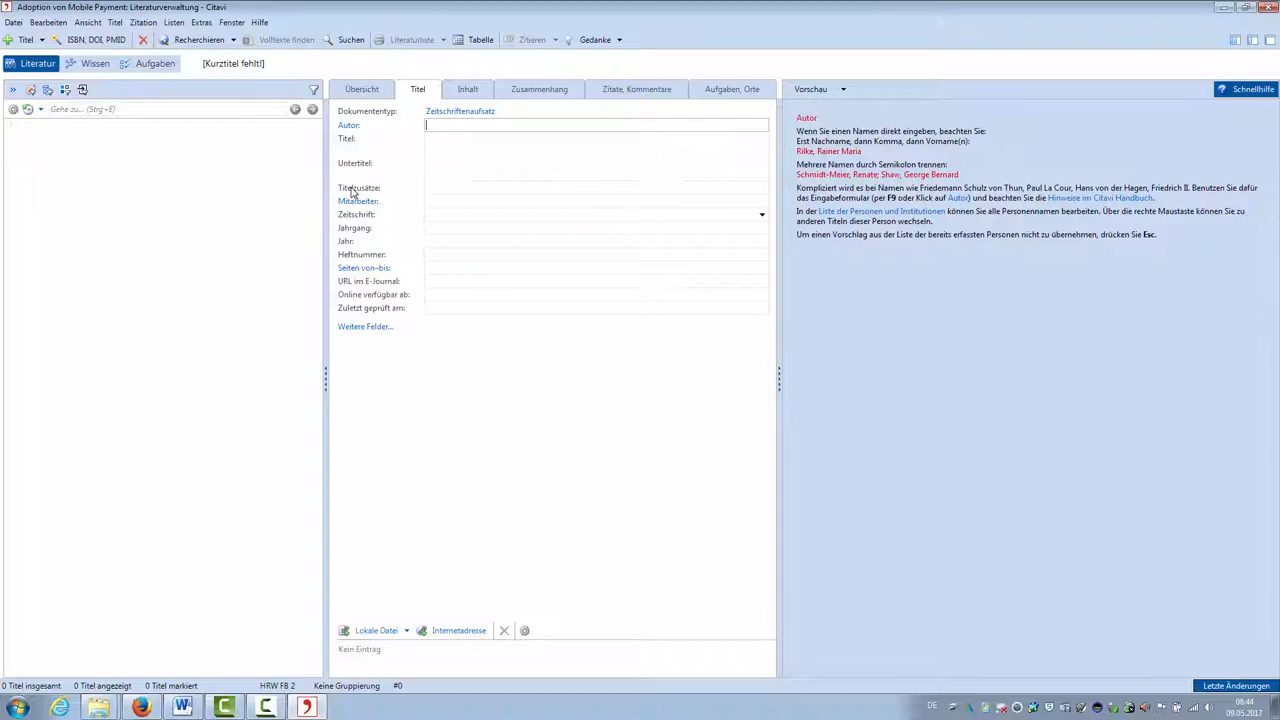 Adoption von Mobile Payment: Literaturverwaltung - Citavi
Datei Bearbeiten Ansicht Titel Zitation Listen Extras Fenster Hilfe
Titel ISBN, DOI, PMID Recherchieren Volltexte finden Suchen Literaturliste Tabelle Zitieren Gedanke
Literatur Wissen Aufgaben [Kurztitel fehlt!]
Übersicht Titel Inhalt Zusammenhang Zitate, Kommentare Aufgaben, Orte Vorschau Schnellhilfe
Gehe zu... (Strg+E)
Dokumententyp: Zeitschriftenaufsatz
Autor:
Titel:
Untertitel:
Titelzusätze:
Mitarbeiter:
Zeitschrift:
Jahrgang:
Jahr:
Heftnummer:
Seiten von–bis:
URL im E-Journal:
Online verfügbar ab:
Zuletzt geprüft am:
Weitere Felder...
Lokale Datei Internetadresse
Kein Eintrag
Autor
Wenn Sie einen Namen direkt eingeben, beachten Sie:
Erst Nachname, dann Komma, dann Vorname(n):
Rilke, Rainer Maria
Mehrere Namen durch Semikolon trennen:
Schmidt-Meier, Renate; Shaw, George Bernard
Kompliziert wird es bei Namen wie Friedemann Schulz von Thun, Paul La Cour, Hans von der Hagen, Friedrich II. Benutzen Sie dafür
das Eingabeformular (per F9 oder Klick auf Autor) und beachten Sie die Hinweise im Citavi Handbuch.
In der Liste der Personen und Institutionen können Sie alle Personennamen bearbeiten. Über die rechte Maustaste können Sie zu
anderen Titeln dieser Person wechseln.
Um einen Vorschlag aus der Liste der bereits erfassten Personen nicht zu übernehmen, drücken Sie Esc.
0 Titel insgesamt 0 Titel angezeigt 0 Titel markiert HRW FB 2 Keine Gruppierung #0 Letzte Änderungen
DE 08:44
09.05.2017